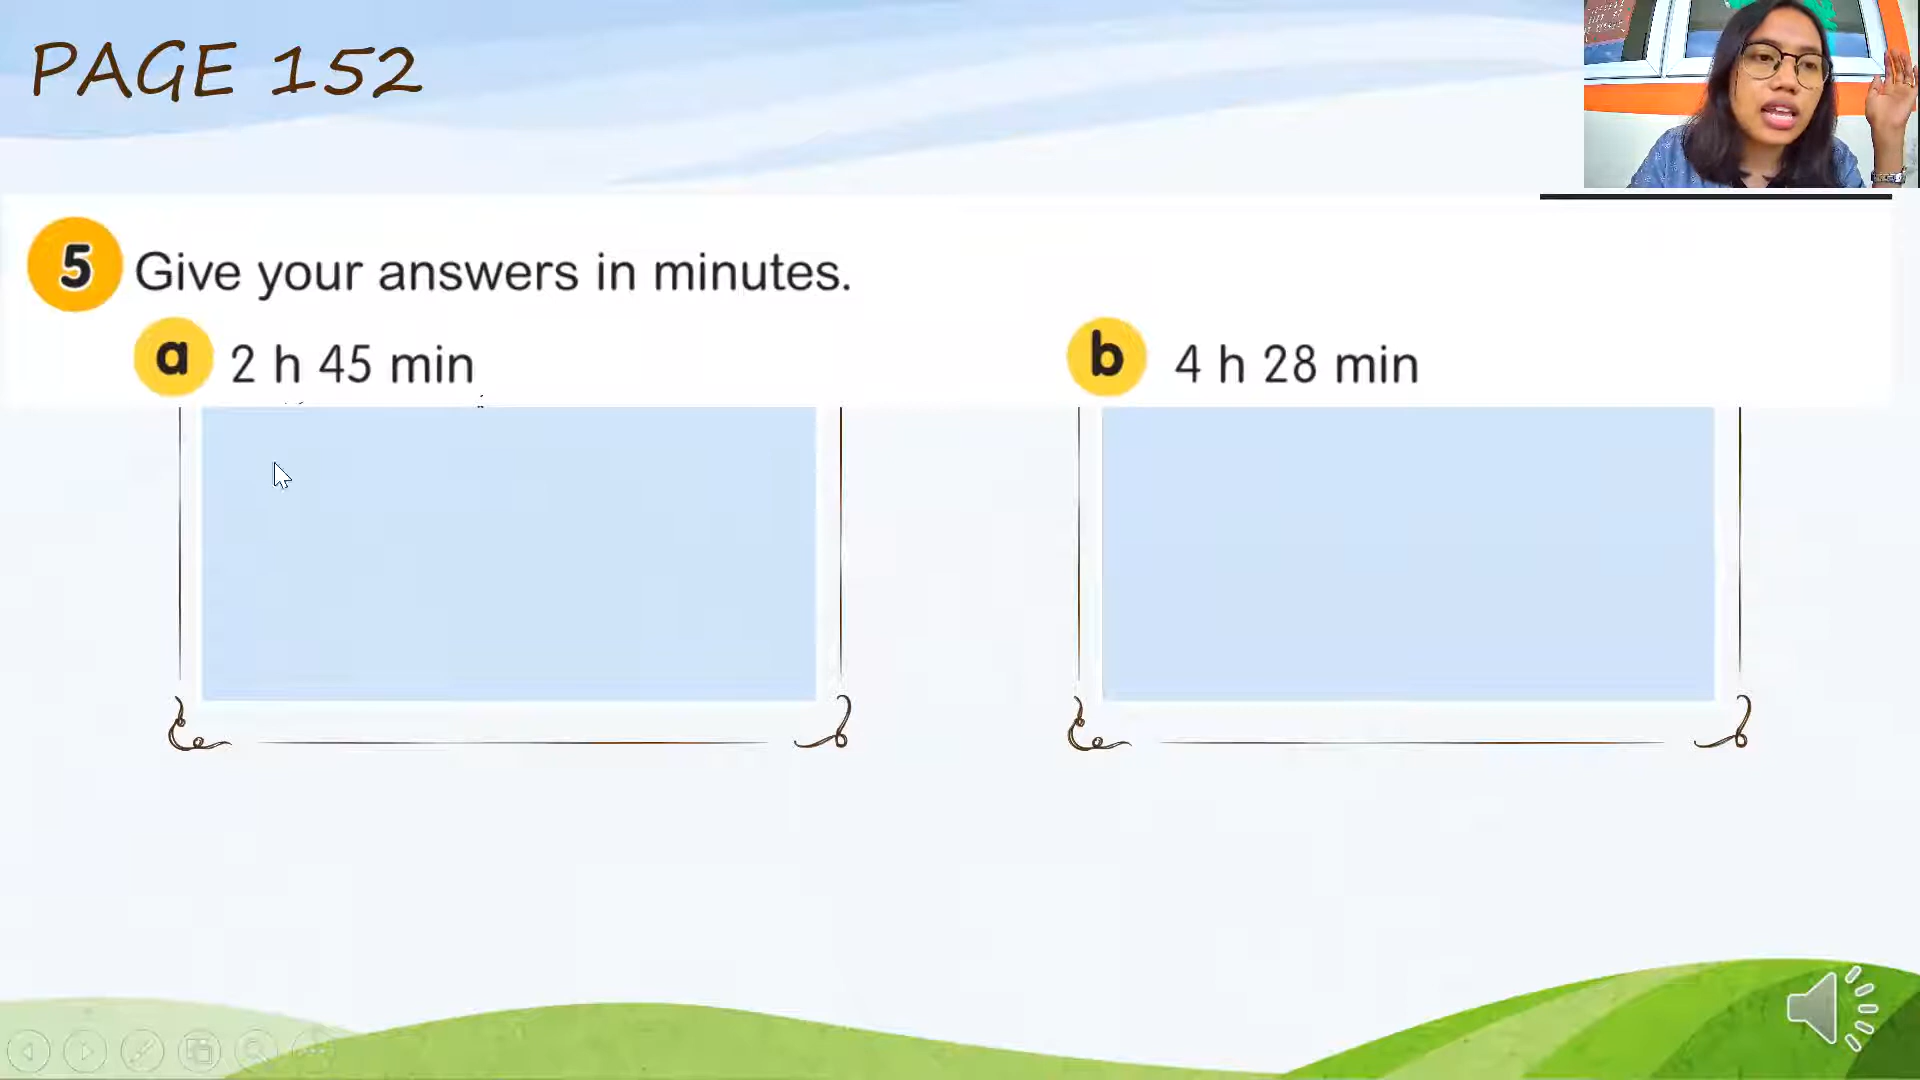 PAGE 152
5 Give your answers in minutes.
a 2 h 45 min
b 4 h 28 min